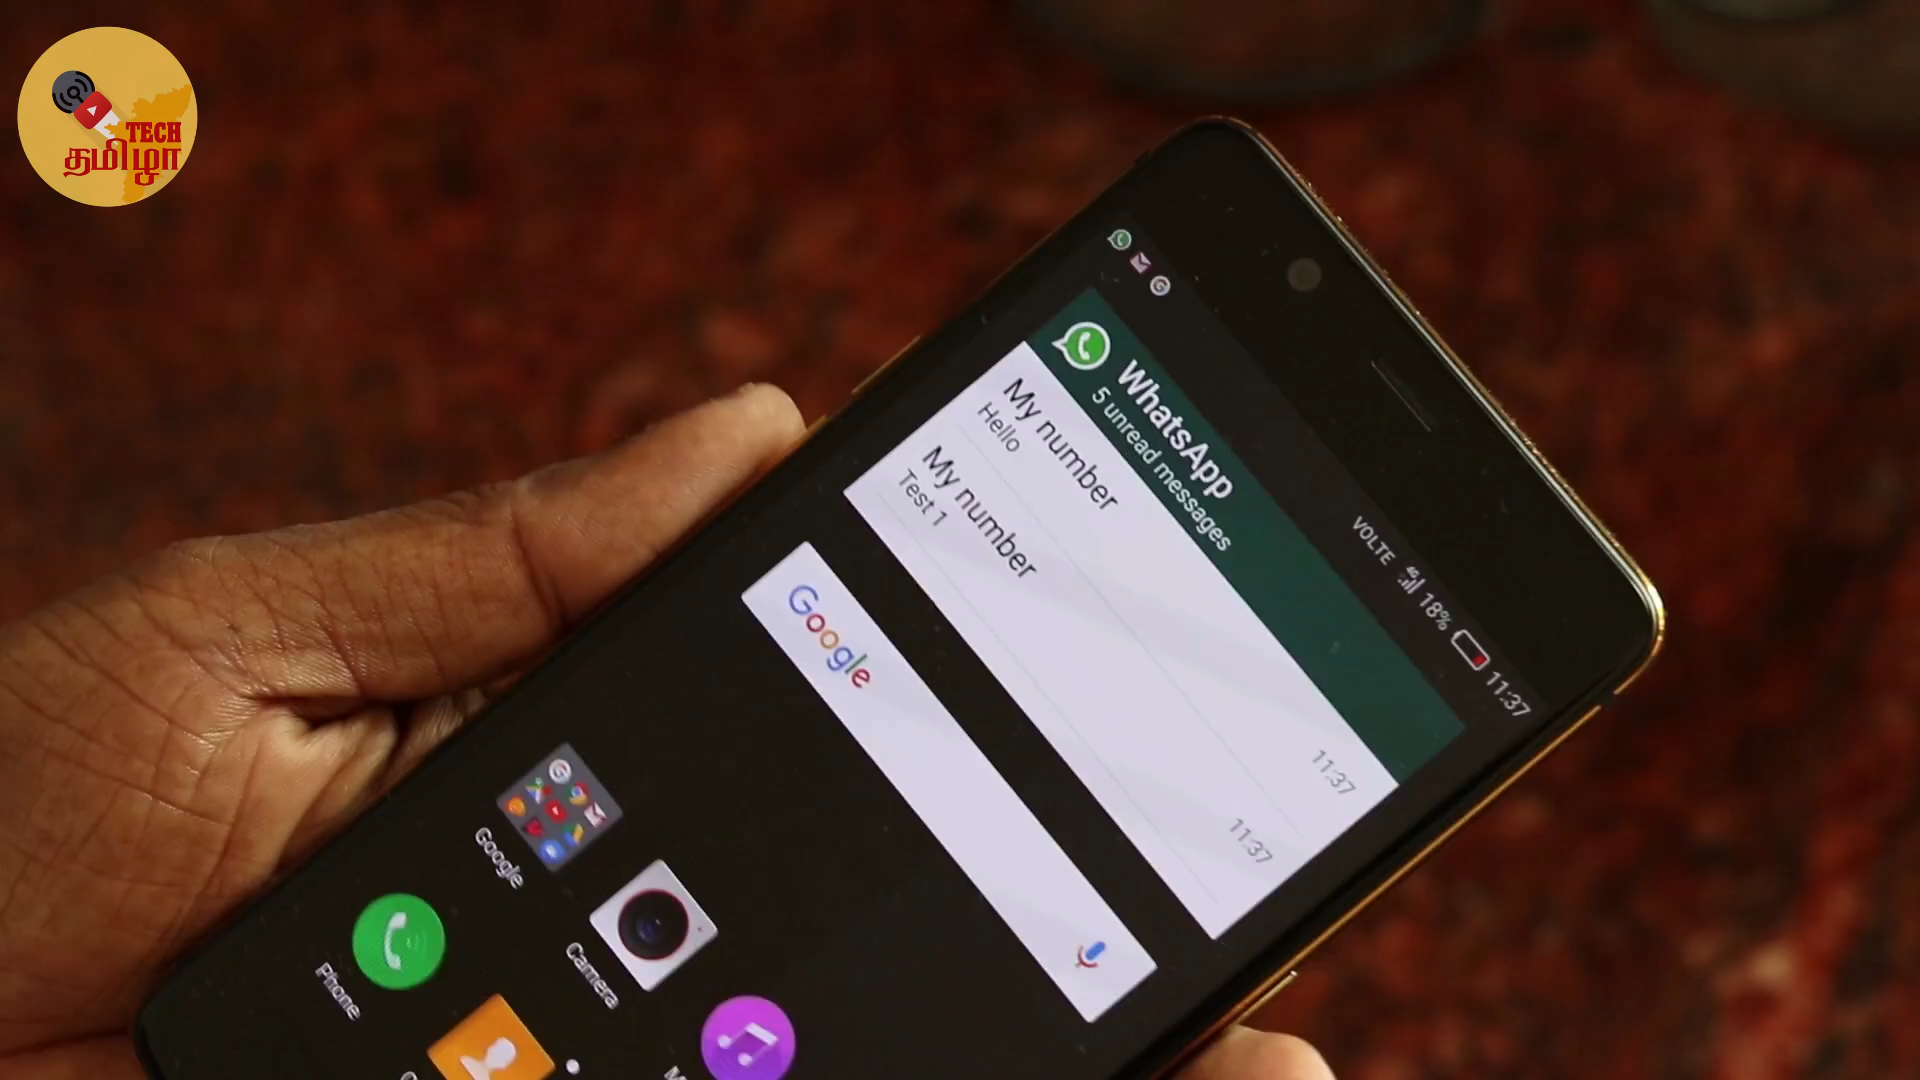 TECH
தமிழா
VOLTE 4G 18% 11:37
WhatsApp
5 unread messages
My number
Hello
11:37
My number
Test 1
11:37
Google
Google
Camera
Phone